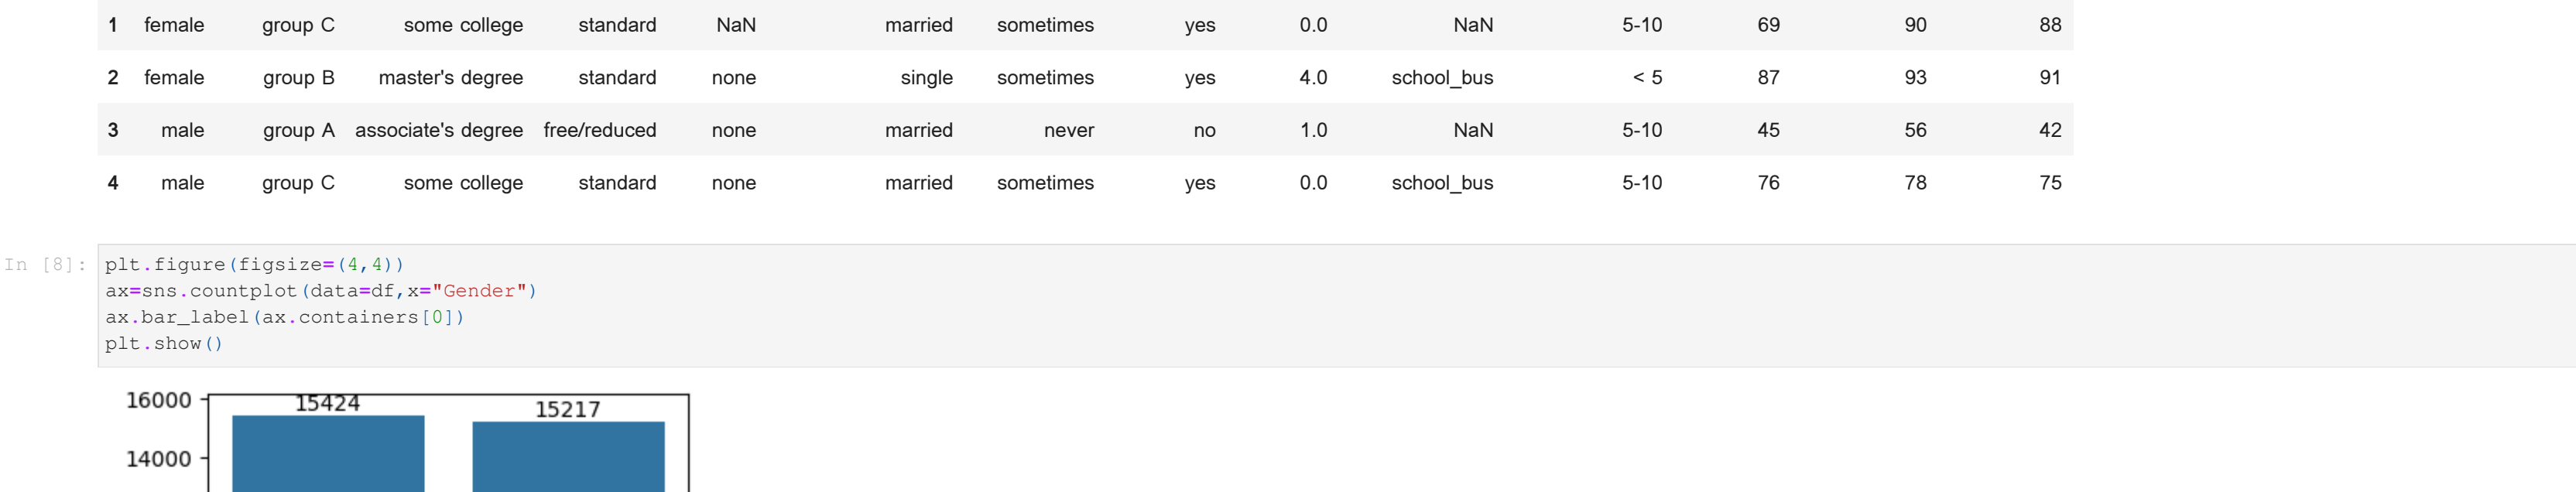 1 female group C some college standard NaN married sometimes yes 0.0 NaN 5-10 69 90 88
2 female group B master's degree standard none single sometimes yes 4.0 school_bus < 5 87 93 91
3 male group A associate's degree free/reduced none married never no 1.0 NaN 5-10 45 56 42
4 male group C some college standard none married sometimes yes 0.0 school_bus 5-10 76 78 75
In [8]: plt.figure(figsize=(4,4))
ax=sns.countplot(data=df,x="Gender")
ax.bar_label(ax.containers[0])
plt.show()
16000 15424 15217
14000